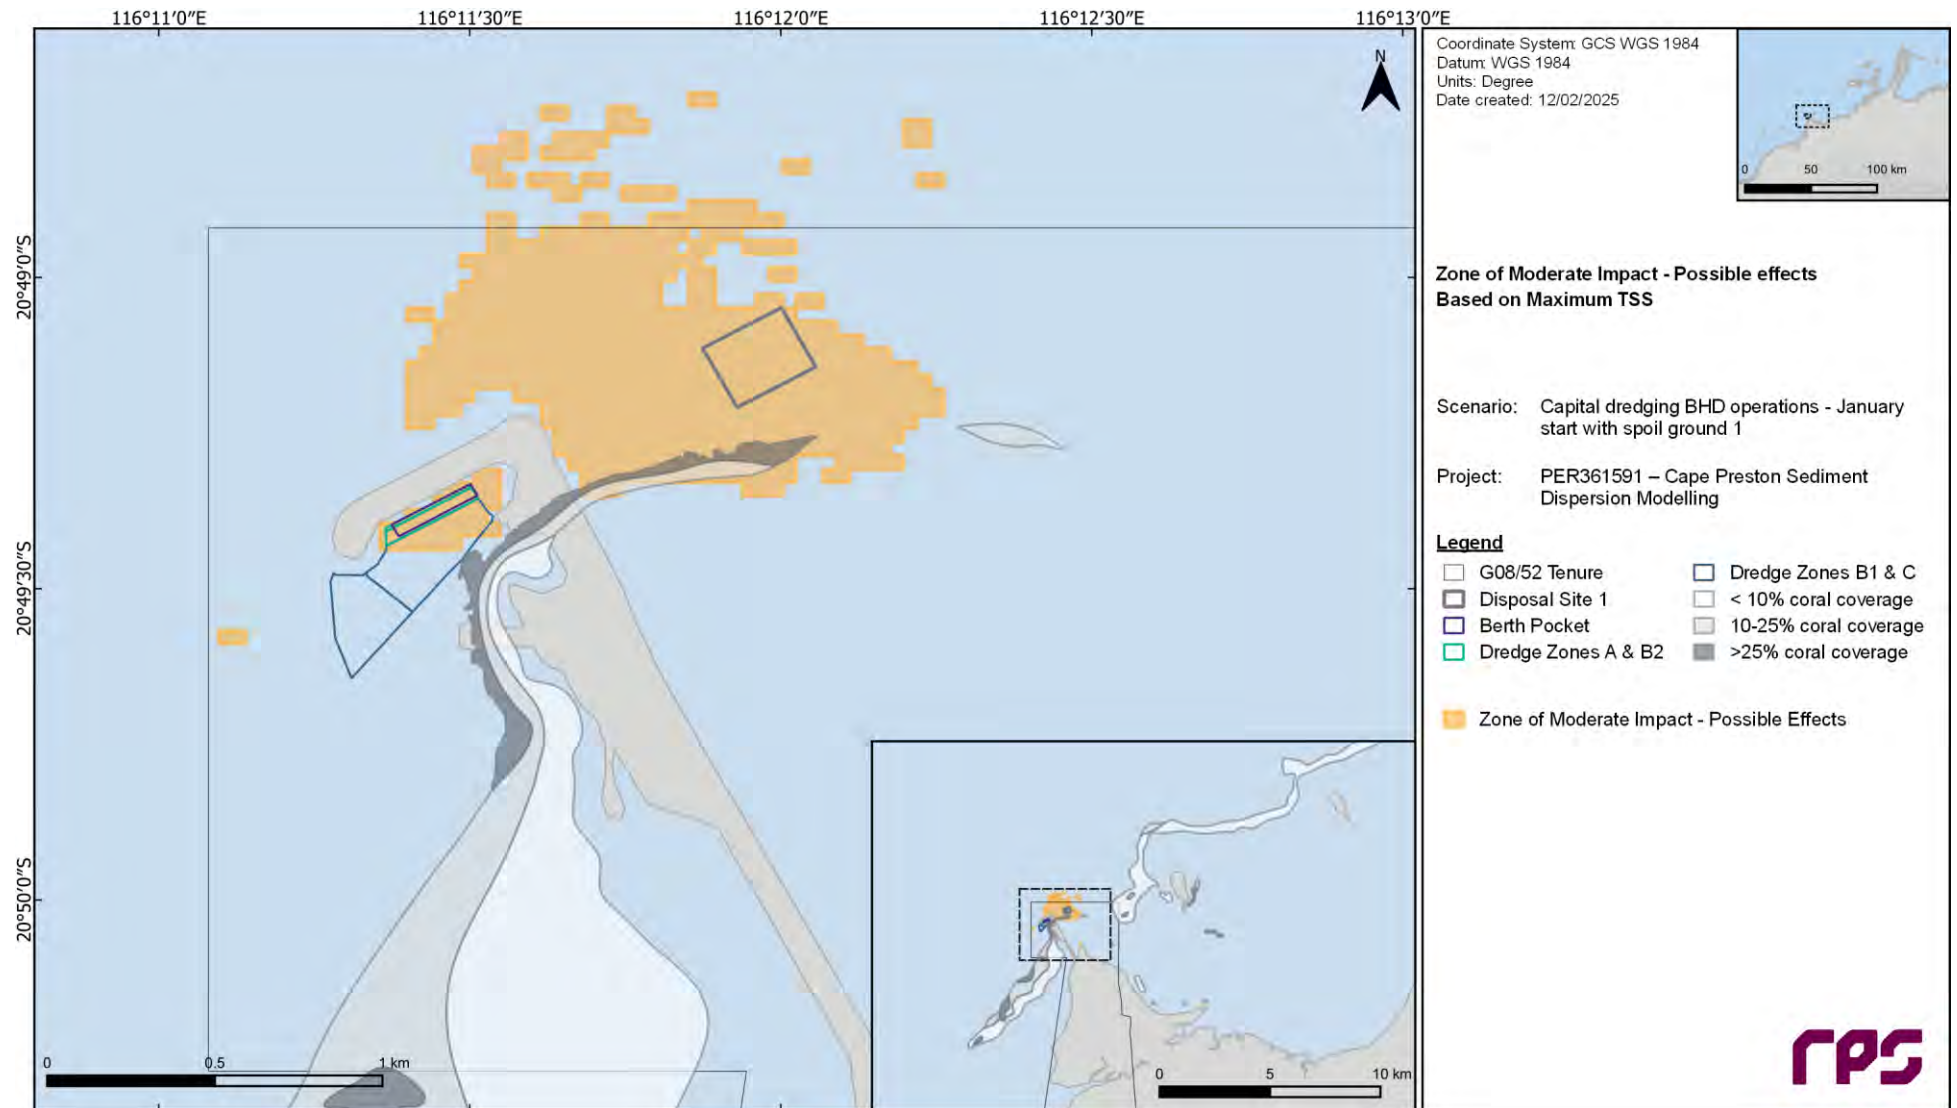 116°11'0"E
116°11'30"E
116°12'0"E
116°12'30"E
116°13'0"E
20°49'0"S
20°49'30"S
20°50'0"S
N
0 0.5 1 km
0 5 10 km
Coordinate System: GCS WGS 1984
Datum: WGS 1984
Units: Degree
Date created: 12/02/2025
0 50 100 km
Zone of Moderate Impact - Possible effects
Based on Maximum TSS
Scenario: Capital dredging BHD operations - January
start with spoil ground 1
Project: PER361591 – Cape Preston Sediment
Dispersion Modelling
Legend
G08/52 Tenure
Disposal Site 1
Berth Pocket
Dredge Zones A & B2
Dredge Zones B1 & C
< 10% coral coverage
10-25% coral coverage
>25% coral coverage
Zone of Moderate Impact - Possible Effects
rps